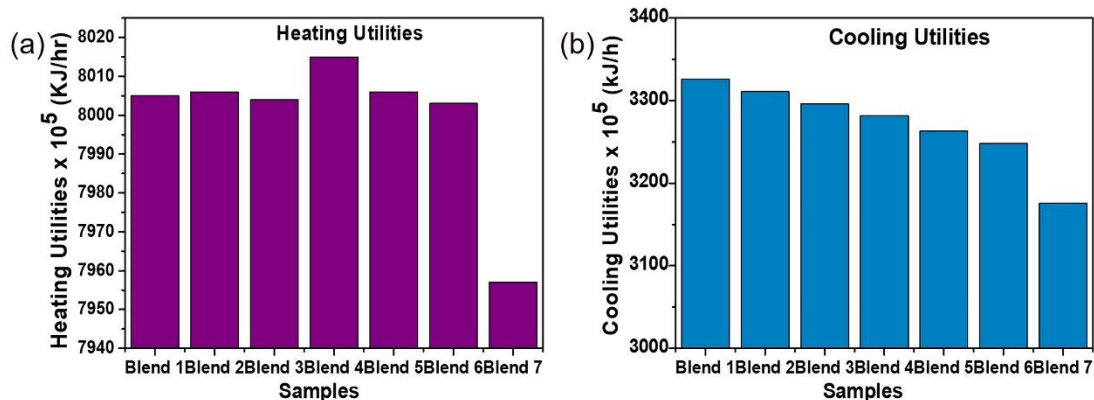 (a)
Heating Utilities
Heating Utilities x 10^5 (KJ/hr)
8020
8010
8000
7990
7980
7970
7960
7950
7940
Blend 1Blend 2Blend 3Blend 4Blend 5Blend 6Blend 7
Samples
(b)
Cooling Utilities
Cooling Utilities x 10^5 (kJ/h)
3400
3300
3200
3100
3000
Blend 1Blend 2Blend 3Blend 4Blend 5Blend 6Blend 7
Samples